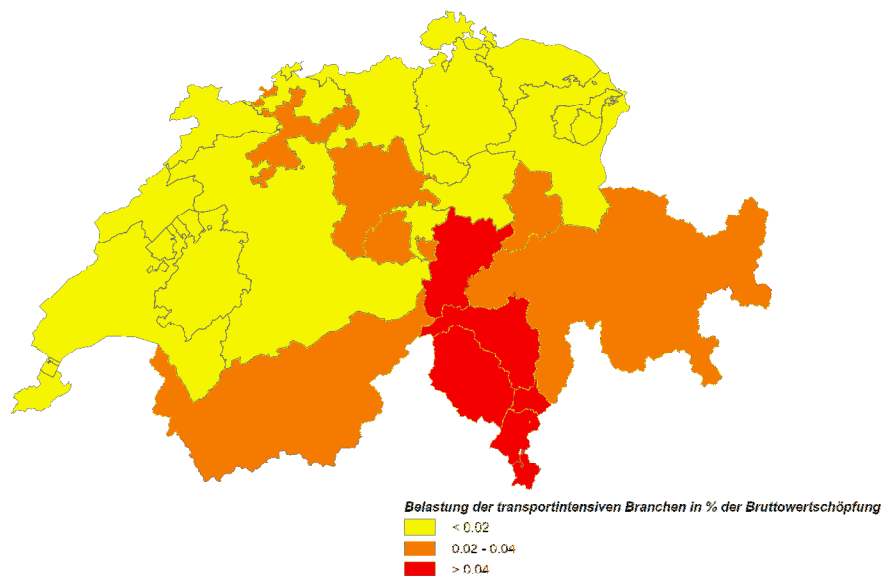 Belastung der transportintensiven Branchen in % der Bruttowertschöpfung
< 0.02
0.02 - 0.04
> 0.04